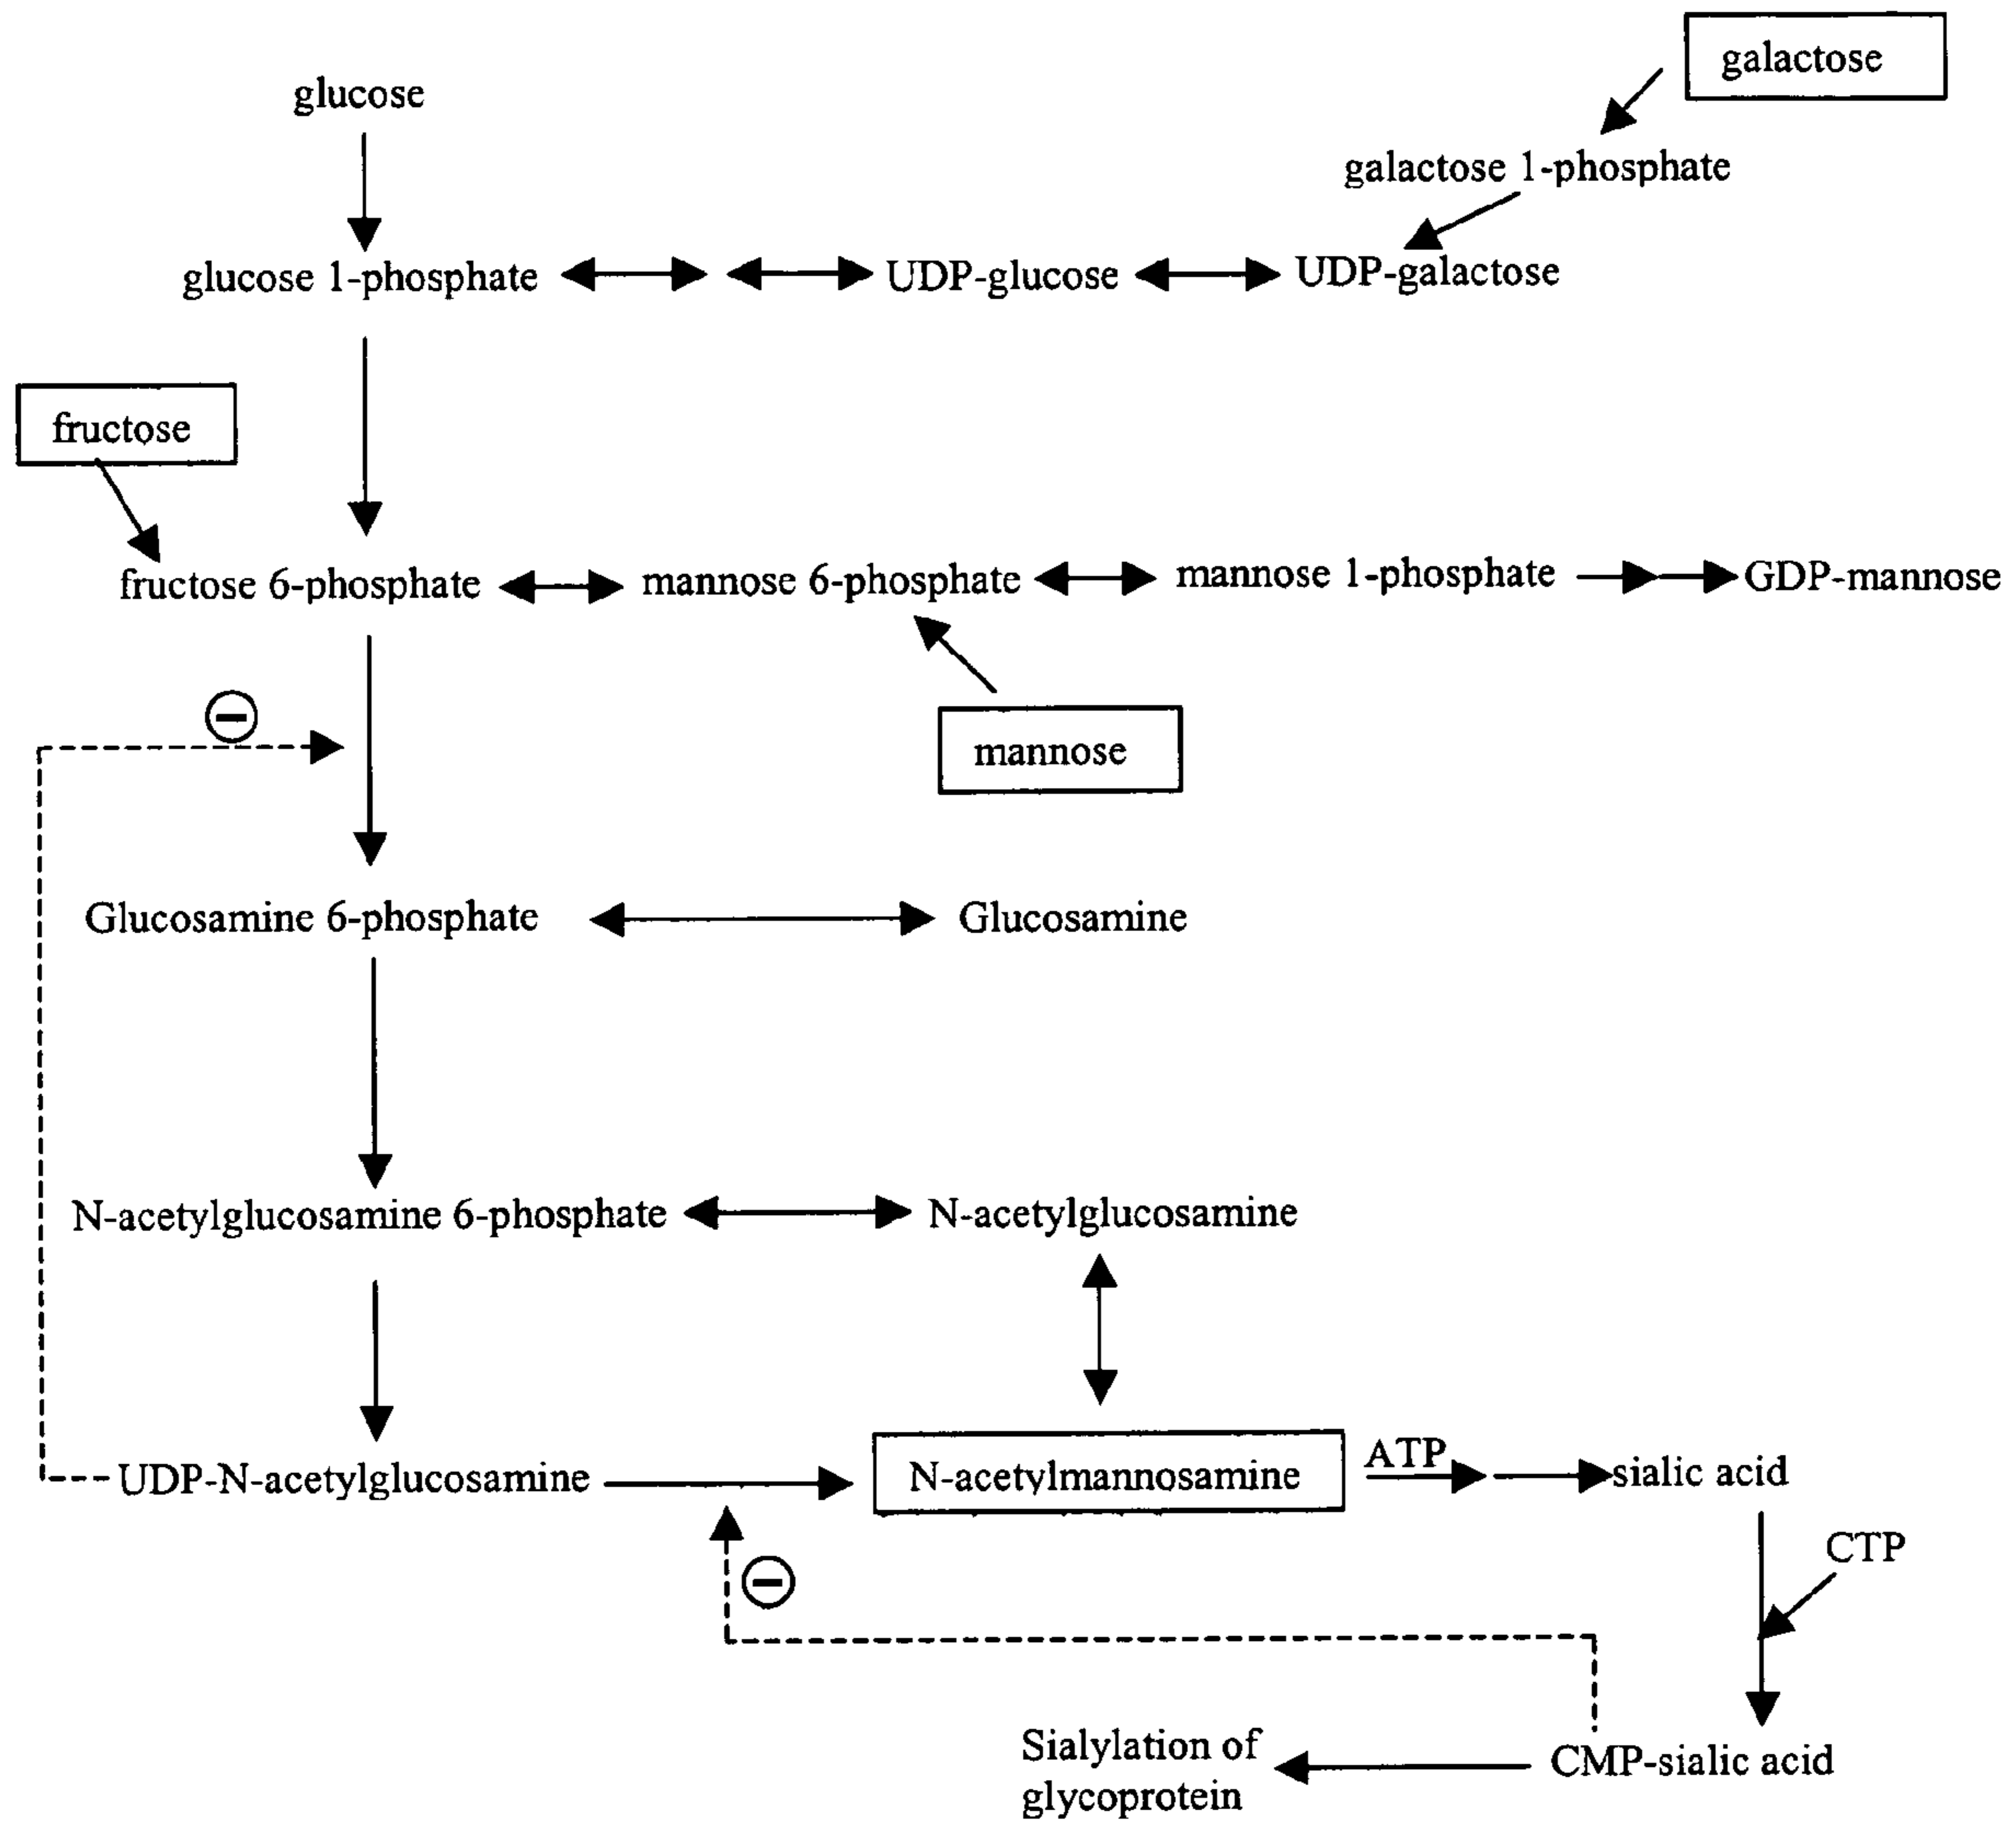 galactose
glucose
galactose 1-phosphate
glucose 1-phosphate
UDP-glucose
UDP-galactose
fructose
fructose 6-phosphate
mannose 6-phosphate
mannose 1-phosphate
GDP-mannose
mannose
Glucosamine 6-phosphate
Glucosamine
N-acetylglucosamine 6-phosphate
N-acetylglucosamine
UDP-N-acetylglucosamine
N-acetylmannosamine
ATP
sialic acid
CTP
Sialylation of
glycoprotein
CMP-sialic acid